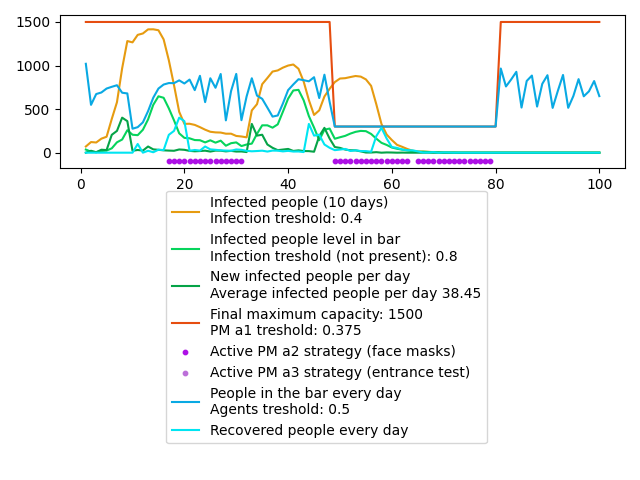 1500
1000
500
0
0 20 40 60 80 100
Infected people (10 days)
Infection treshold: 0.4
Infected people level in bar
Infection treshold (not present): 0.8
New infected people per day
Average infected people per day 38.45
Final maximum capacity: 1500
PM a1 treshold: 0.375
Active PM a2 strategy (face masks)
Active PM a3 strategy (entrance test)
People in the bar every day
Agents treshold: 0.5
Recovered people every day